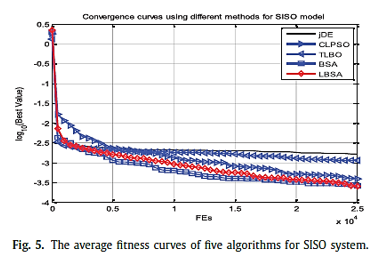 Convergence curves using different methods for SISO model
0.5
0
-0.5
-1
-1.5
-2
-2.5
-3
-3.5
-4
log10(Best Value)
jDE
CLPSO
TLBO
BSA
LBSA
0 0.5 1 1.5 2 2.5
FEs
x 10^4
Fig. 5. The average fitness curves of five algorithms for SISO system.